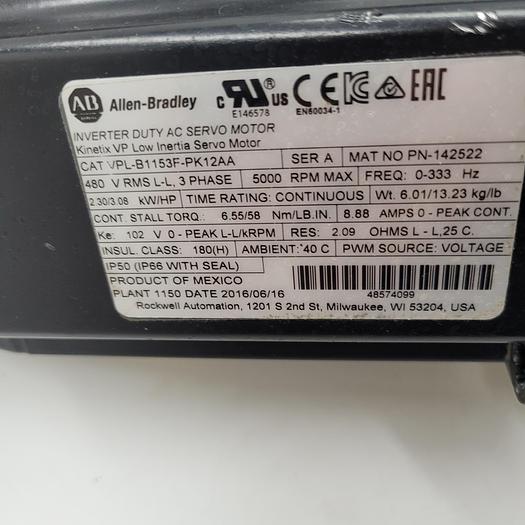 AB Allen-Bradley c UR ® US CE KC EAC
E146578 EN60034-1
INVERTER DUTY AC SERVO MOTOR
Kinetix VP Low Inertia Servo Motor
CAT VPL-B1153F-PK12AA SER A MAT NO PN-142522
480 V RMS L-L, 3 PHASE 5000 RPM MAX FREQ: 0-333 Hz
2.30/3.08 kW/HP TIME RATING: CONTINUOUS Wt. 6.01/13.23 kg/lb
CONT. STALL TORQ.: 6.55/58 Nm/LB.IN. 8.88 AMPS 0 - PEAK CONT.
Ke: 102 V 0 - PEAK L-L/kRPM RES: 2.09 OHMS L - L,25 C.
INSUL. CLASS: 180(H) AMBIENT: 40 C PWM SOURCE: VOLTAGE
IP50 (IP66 WITH SEAL)
PRODUCT OF MEXICO
PLANT 1150 DATE 2016/06/16 48574099
Rockwell Automation, 1201 S 2nd St, Milwaukee, WI 53204, USA